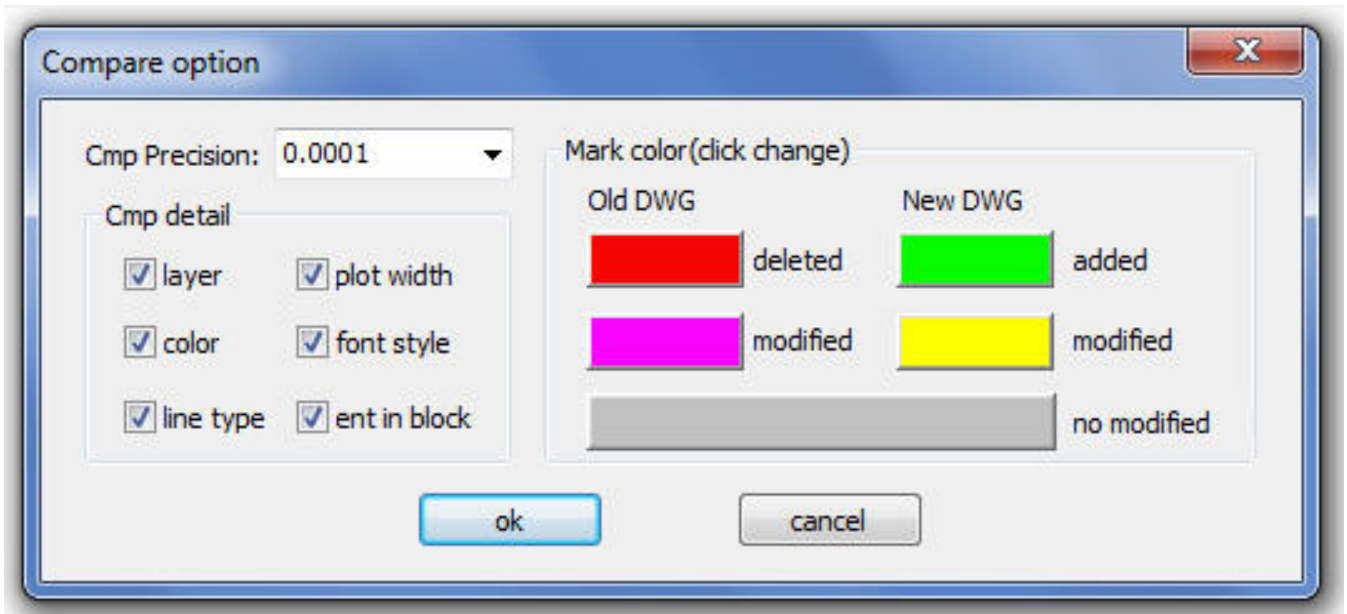 Compare option
Cmp Precision: 0.0001
Cmp detail
layer plot width
color font style
line type ent in block
Mark color(click change)
Old DWG New DWG
deleted added
modified modified
no modified
ok cancel